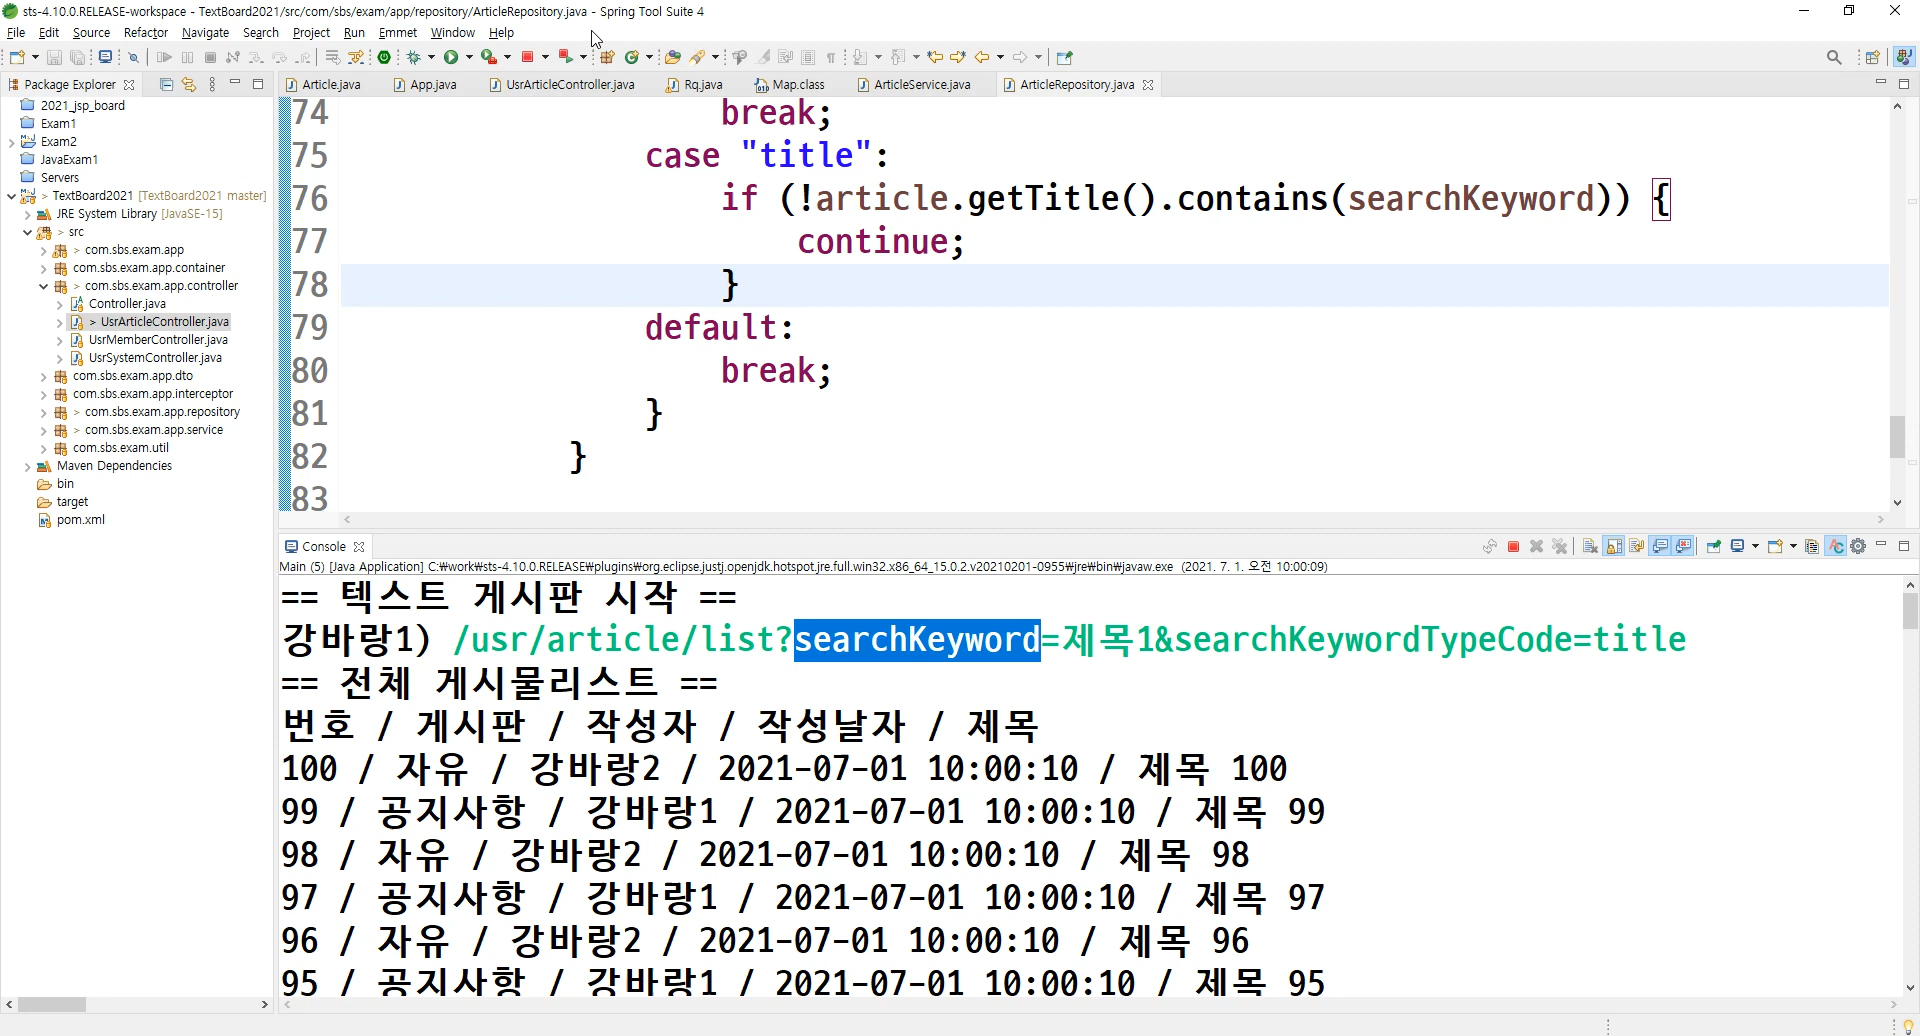 sts-4.10.0.RELEASE-workspace - TextBoard2021/src/com/sbs/exam/app/repository/ArticleRepository.java - Spring Tool Suite 4
File Edit Source Refactor Navigate Search Project Run Emmet Window Help
Package Explorer
2021_jsp_board
Exam1
Exam2
JavaExam1
Servers
> TextBoard2021 [TextBoard2021 master]
JRE System Library [JavaSE-15]
> src
> com.sbs.exam.app
com.sbs.exam.app.container
> com.sbs.exam.app.controller
Controller.java
> UsrArticleController.java
UsrMemberController.java
UsrSystemController.java
com.sbs.exam.app.dto
com.sbs.exam.app.interceptor
> com.sbs.exam.app.repository
> com.sbs.exam.app.service
com.sbs.exam.util
Maven Dependencies
bin
target
pom.xml
Article.java App.java UsrArticleController.java Rq.java Map.class ArticleService.java ArticleRepository.java
74 break;
75 case "title":
76 if (!article.getTitle().contains(searchKeyword)) {
77 continue;
78 }
79 default:
80 break;
81 }
82 }
83
Console
Main (5) [Java Application] C:₩work₩sts-4.10.0.RELEASE₩plugins₩org.eclipse.justj.openjdk.hotspot.jre.full.win32.x86_64_15.0.2.v20210201-0955₩jre₩bin₩javaw.exe (2021. 7. 1. 오전 10:00:09)
== 텍스트 게시판 시작 ==
강바랑1) /usr/article/list?searchKeyword=제목1&searchKeywordTypeCode=title
== 전체 게시물리스트 ==
번호 / 게시판 / 작성자 / 작성날자 / 제목
100 / 자유 / 강바랑2 / 2021-07-01 10:00:10 / 제목 100
99 / 공지사항 / 강바랑1 / 2021-07-01 10:00:10 / 제목 99
98 / 자유 / 강바랑2 / 2021-07-01 10:00:10 / 제목 98
97 / 공지사항 / 강바랑1 / 2021-07-01 10:00:10 / 제목 97
96 / 자유 / 강바랑2 / 2021-07-01 10:00:10 / 제목 96
95 / 공지사항 / 강바랑1 / 2021-07-01 10:00:10 / 제목 95